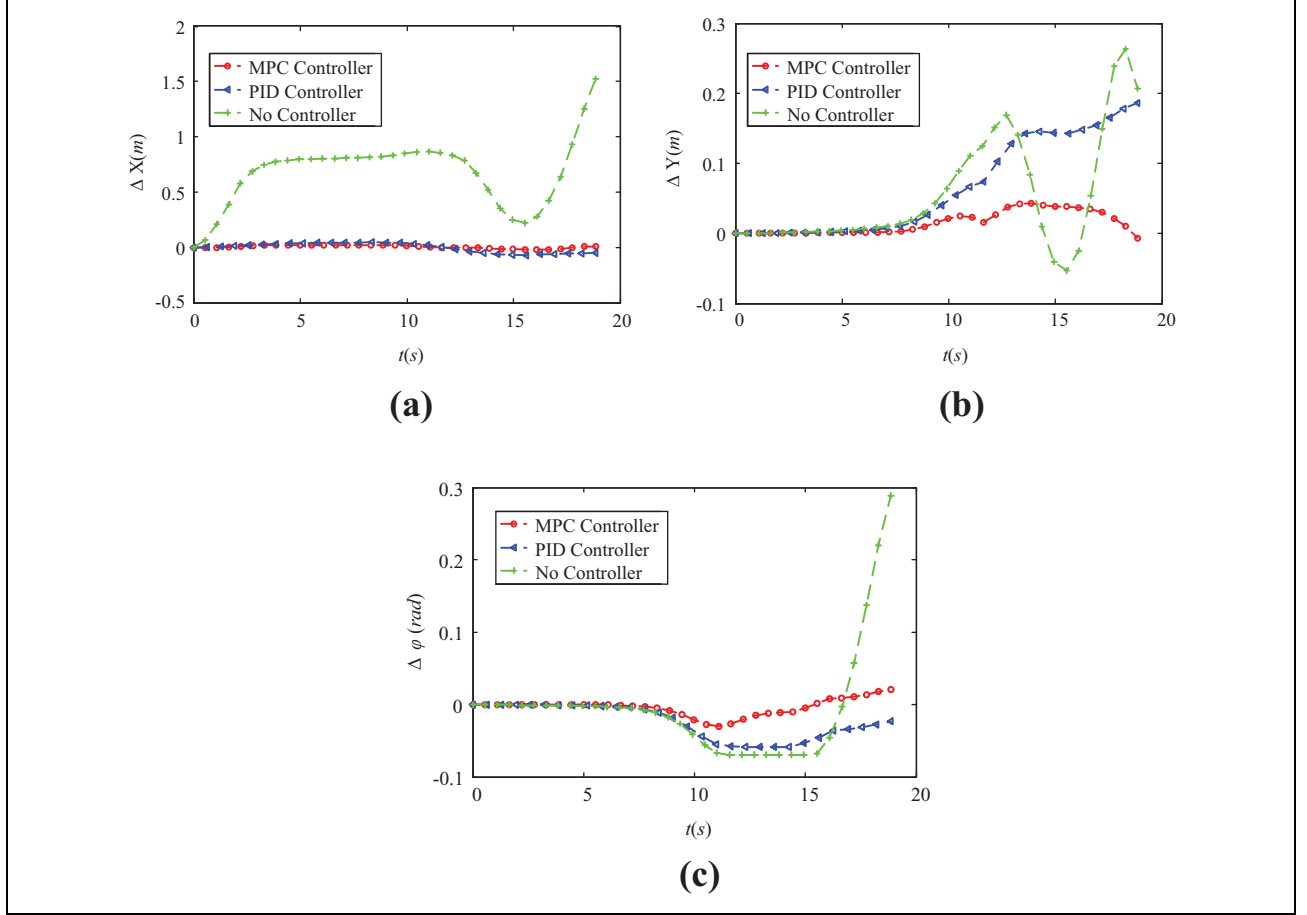 2
1.5
1
0.5
0
-0.5
Δ X(m)
MPC Controller
PID Controller
No Controller
0 5 10 15 20
t(s)
(a)
0.3
0.2
0.1
0
-0.1
Δ Y(m)
MPC Controller
PID Controller
No Controller
0 5 10 15 20
t(s)
(b)
0.3
0.2
0.1
0
-0.1
Δ φ (rad)
MPC Controller
PID Controller
No Controller
0 5 10 15 20
t(s)
(c)